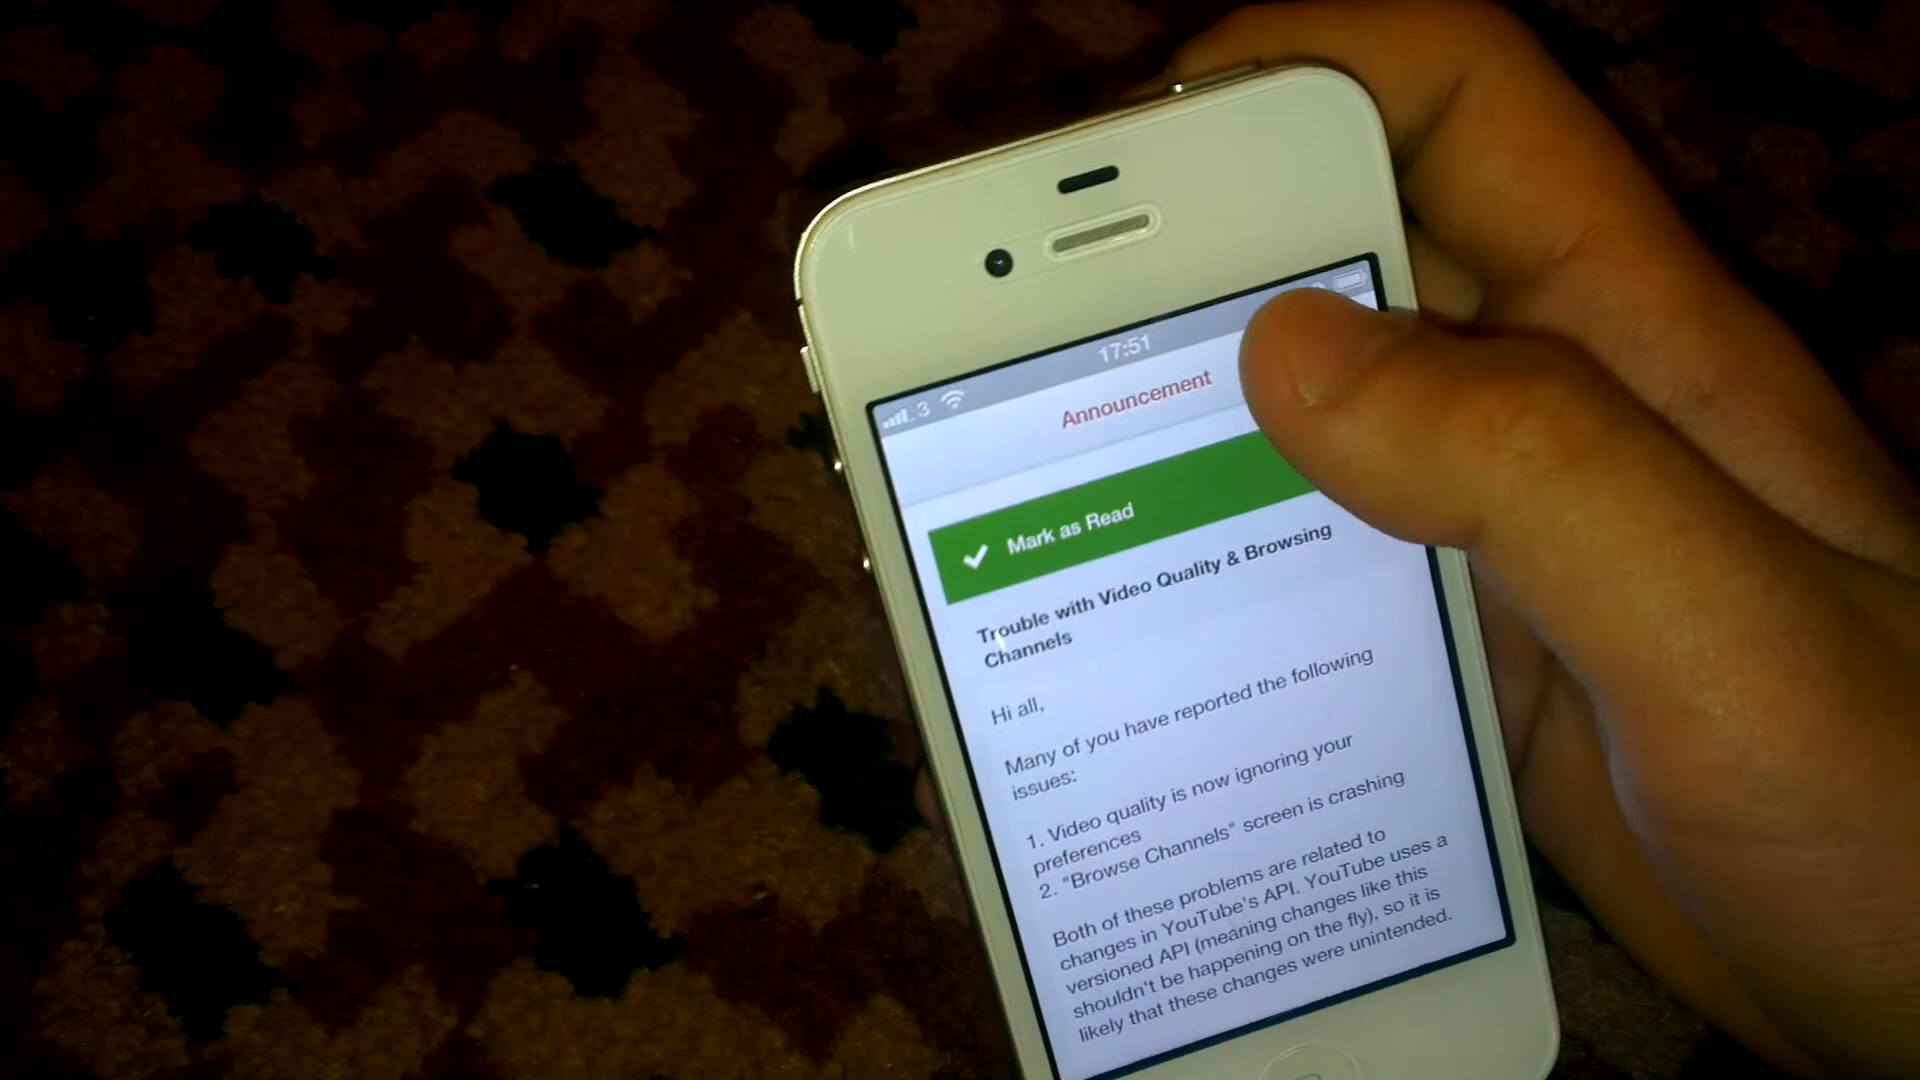 3
17:51
Announcement
Mark as Read
Trouble with Video Quality & Browsing
Channels
Hi all,
Many of you have reported the following
issues:
1. Video quality is now ignoring your
preferences
2. "Browse Channels" screen is crashing
Both of these problems are related to
changes in YouTube's API. YouTube uses a
versioned API (meaning changes like this
shouldn't be happening on the fly), so it is
likely that these changes were unintended.